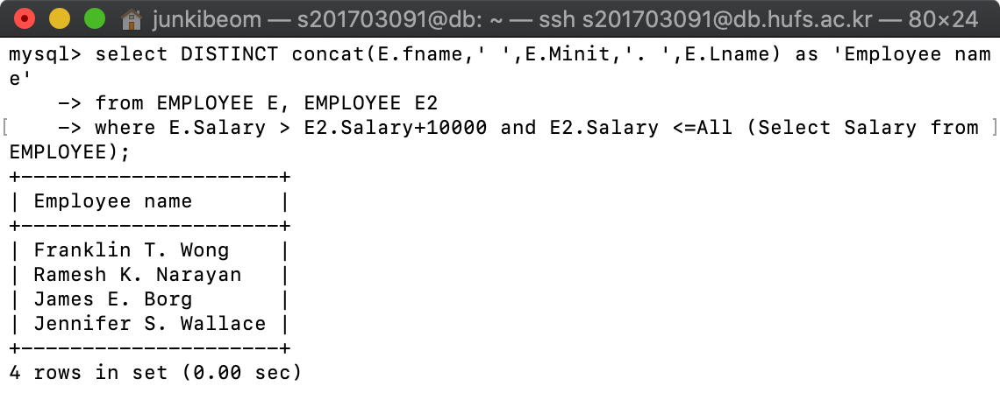 junkibeom — s201703091@db: ~ — ssh s201703091@db.hufs.ac.kr — 80×24
mysql> select DISTINCT concat(E.fname,' ',E.Minit,'. ',E.Lname) as 'Employee nam
e'
    -> from EMPLOYEE E, EMPLOYEE E2
[    -> where E.Salary > E2.Salary+10000 and E2.Salary <=All (Select Salary from ]
EMPLOYEE);
+---------------------+
| Employee name       |
+---------------------+
| Franklin T. Wong    |
| Ramesh K. Narayan   |
| James E. Borg       |
| Jennifer S. Wallace |
+---------------------+
4 rows in set (0.00 sec)